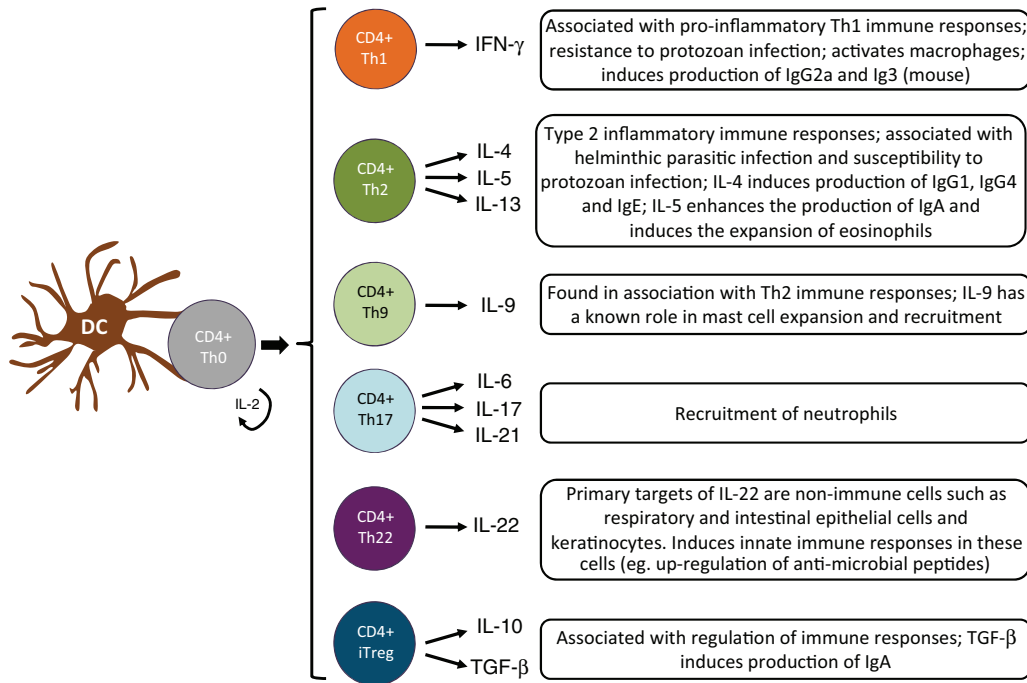 CD4+
Th1
IFN-γ
Associated with pro-inflammatory Th1 immune responses;
resistance to protozoan infection; activates macrophages;
induces production of IgG2a and Ig3 (mouse)
CD4+
Th2
IL-4
IL-5
IL-13
Type 2 inflammatory immune responses; associated with
helminthic parasitic infection and susceptibility to
protozoan infection; IL-4 induces production of IgG1, IgG4
and IgE; IL-5 enhances the production of IgA and
induces the expansion of eosinophils
DC
CD4+
Th0
IL-2
CD4+
Th9
IL-9
Found in association with Th2 immune responses; IL-9 has
a known role in mast cell expansion and recruitment
CD4+
Th17
IL-6
IL-17
IL-21
Recruitment of neutrophils
CD4+
Th22
IL-22
Primary targets of IL-22 are non-immune cells such as
respiratory and intestinal epithelial cells and
keratinocytes. Induces innate immune responses in these
cells (eg. up-regulation of anti-microbial peptides)
CD4+
iTreg
IL-10
TGF-β
Associated with regulation of immune responses; TGF-β
induces production of IgA